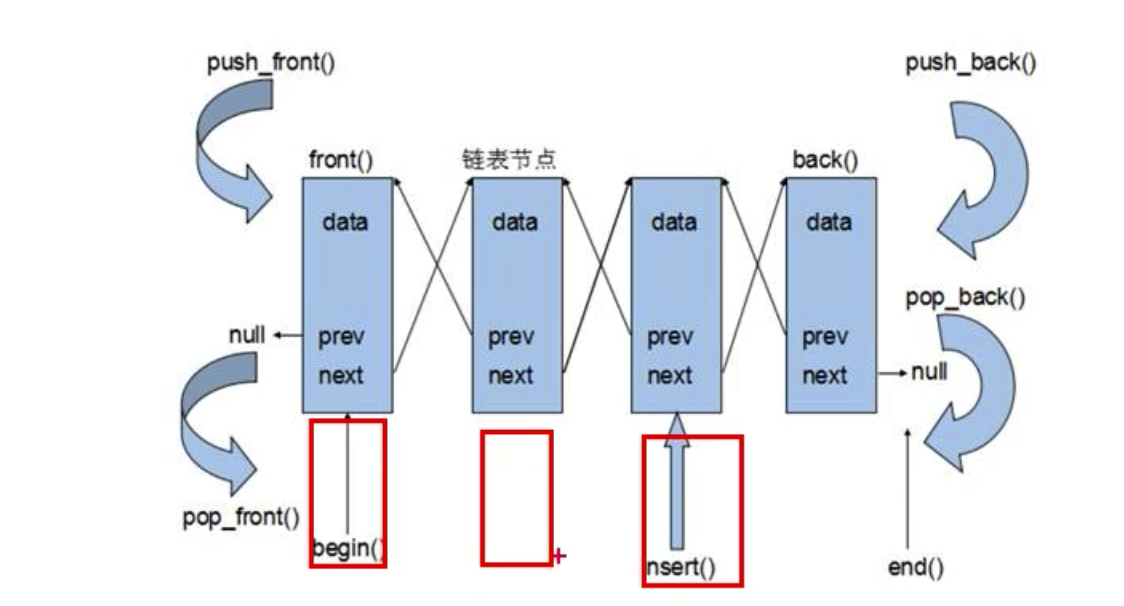 push_front()
push_back()
front()
链表节点
back()
data
data
data
data
pop_back()
null
prev
prev
prev
prev
next
next
next
next
null
pop_front()
begin()
nsert()
end()